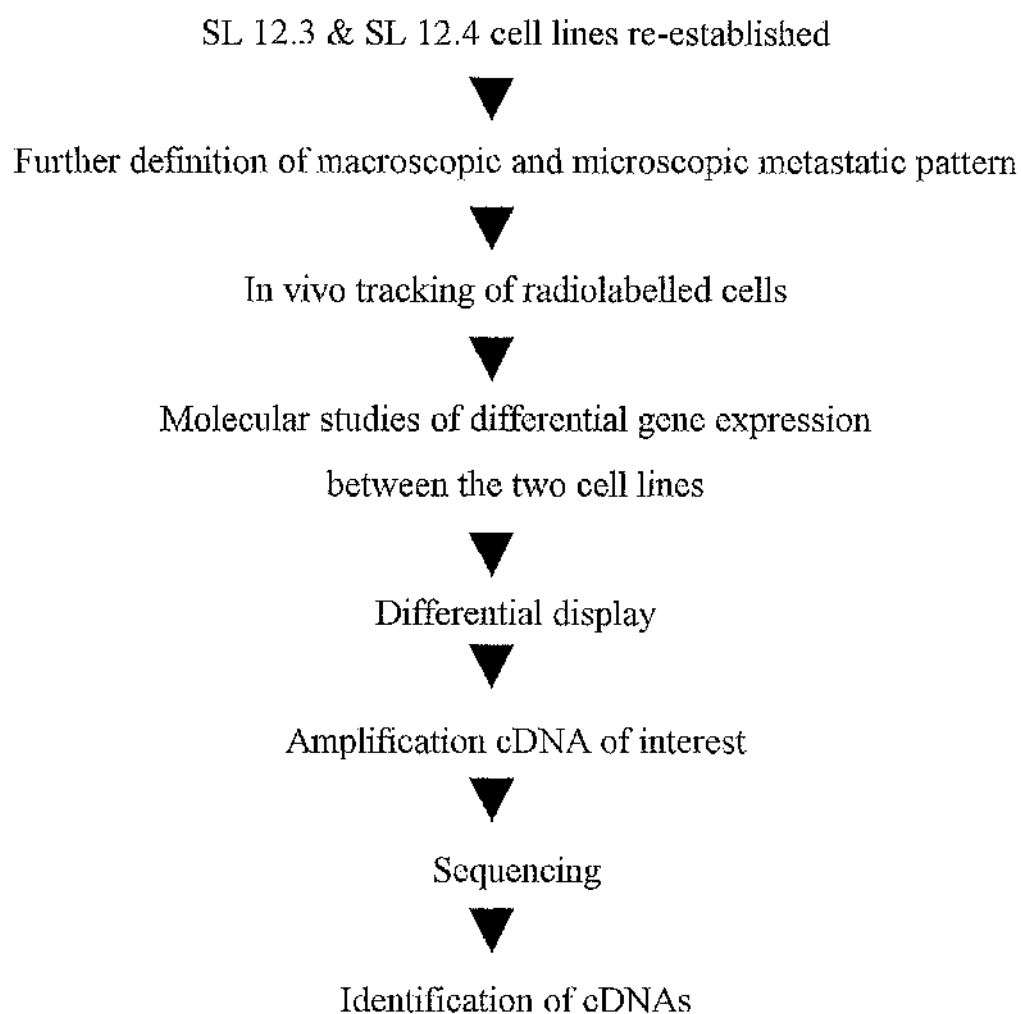 SL 12.3 & SL 12.4 cell lines re-established
Further definition of macroscopic and microscopic metastatic pattern
In vivo tracking of radiolabelled cells
Molecular studies of differential gene expression
between the two cell lines
Differential display
Amplification cDNA of interest
Sequencing
Identification of cDNAs